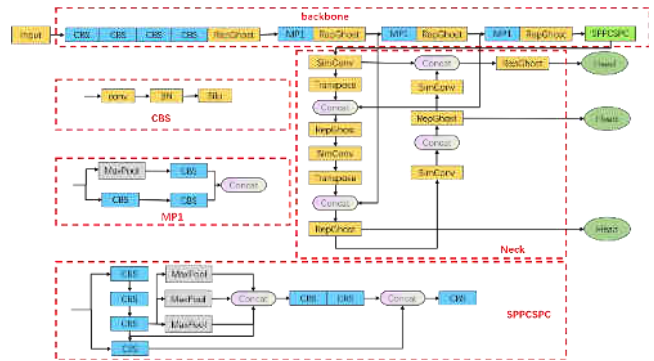 backbone
Input CBS CBS CBS CBS RepGhost MP1 RepGhost MP1 RepGhost MP1 RepGhost SPPCSPC
SimConv Concat RepGhost Head
Transpose SimConv
Concat RepGhost Head
RepGhost Concat
SimConv SimConv
Transpose
Concat
RepGhost Head
Neck
conv BN Silu
CBS
MaxPool CBS
Concat
CBS CBS
MP1
CBS MaxPool
CBS MaxPool Concat CBS CBS Concat CBS
CBS MaxPool
CBS
SPPCSPC